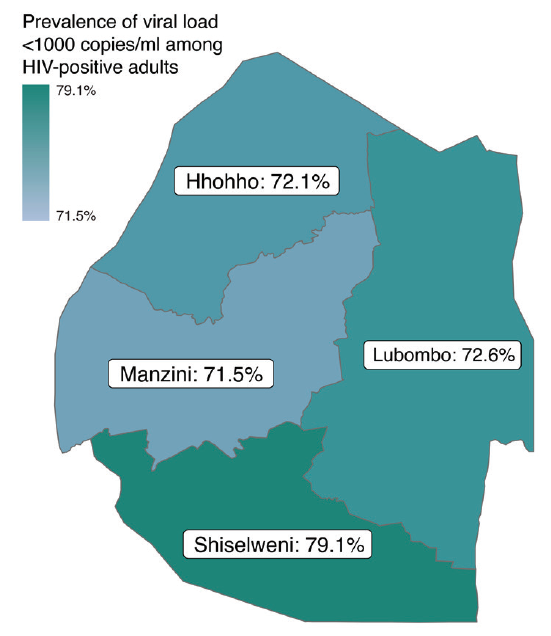 Prevalence of viral load
<1000 copies/ml among
HIV-positive adults
79.1%
71.5%
Hhohho: 72.1%
Lubombo: 72.6%
Manzini: 71.5%
Shiselweni: 79.1%